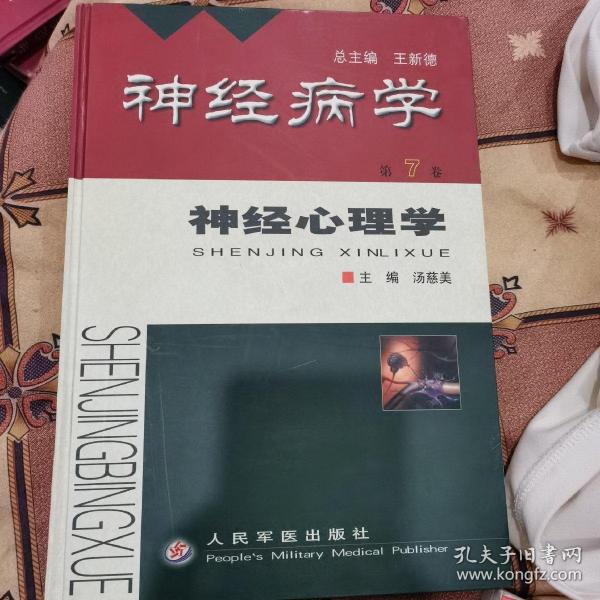 总主编 王新德
神经病学
第7卷
神经心理学
SHENJING XINLIXUE
主编 汤慈美
SHENJINGBINGXUE
人民军医出版社
People's Military Medical Publisher
孔夫子旧书网
www.kongfz.com